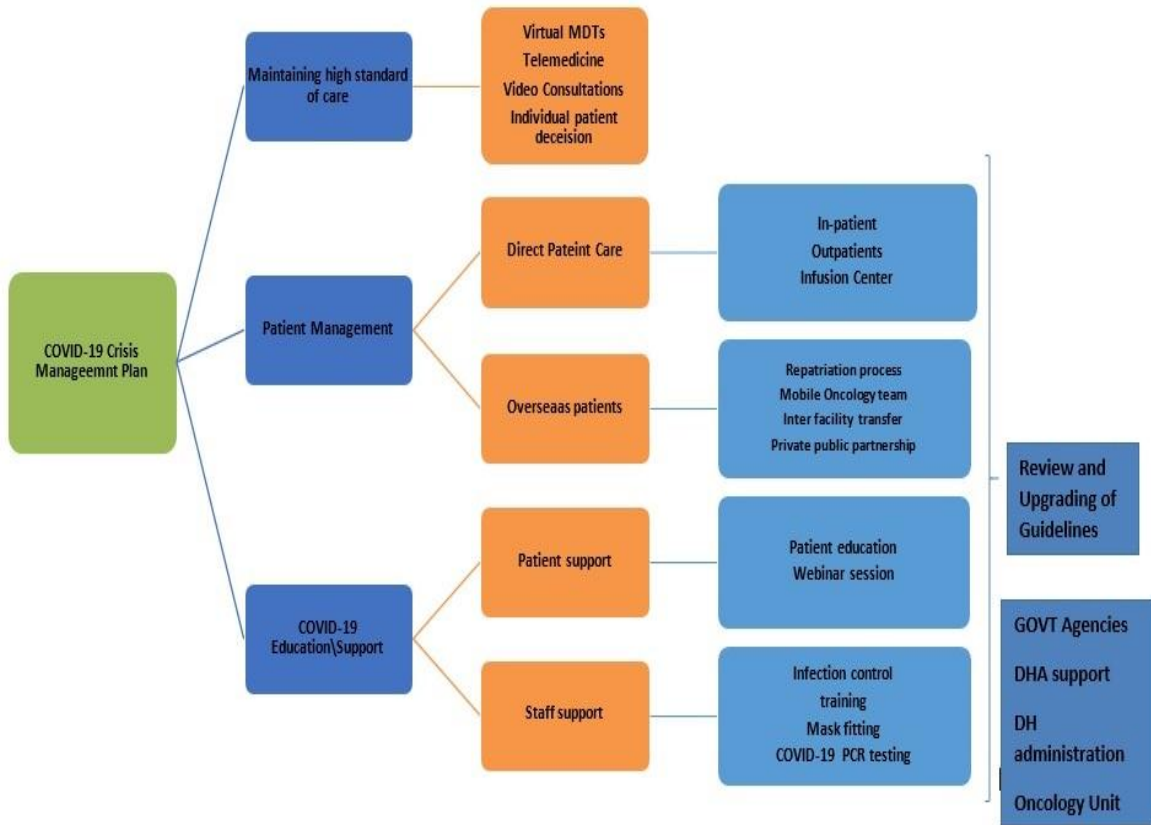 COVID-19 Crisis
Manageemnt Plan
Maintaining high standard
of care
Virtual MDTs
Telemedicine
Video Consultations
Individual patient
deceision
Patient Management
Direct Pateint Care
In-patient
Outpatients
Infusion Center
Overseaas patients
Repatriation process
Mobile Oncology team
Inter facility transfer
Private public partnership
COVID-19
Education\Support
Patient support
Patient education
Webinar session
Staff support
Infection control
training
Mask fitting
COVID-19 PCR testing
Review and
Upgrading of
Guidelines
GOVT Agencies
DHA support
DH
administration
Oncology Unit